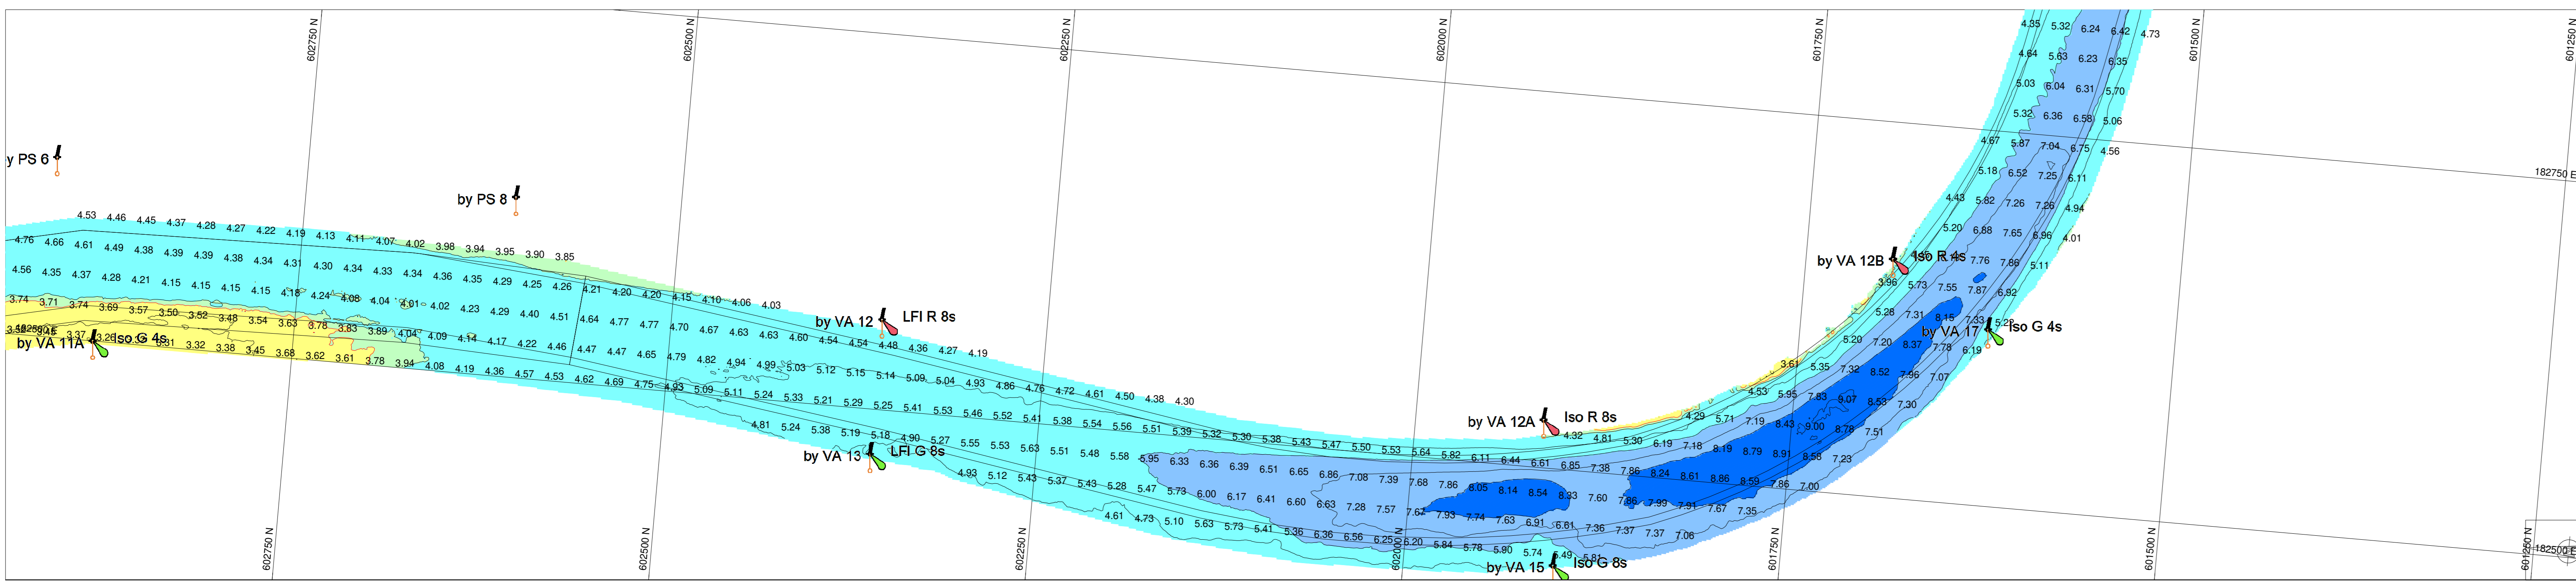 602750 N
602500 N
602250 N
602000 N
601750 N
601500 N
601250 N
4.35 5.32 6.24 6.42 4.73
4.64 5.63 6.23 6.35
5.03 6.04 6.31 5.70
5.32 6.36 6.58 5.06
4.67 5.87 7.04 6.75 4.56
5.18 6.52 7.25 6.11
4.43 5.82 7.26 7.26 4.94
5.20 6.88 7.65 6.96 4.01
7.76 7.86 5.11
3.96 5.73 7.55 7.87 6.92
5.28 7.31 8.15 7.33
5.20 7.20 8.37 7.78 6.19
3.61 5.35 7.32 8.52 7.96 7.07
4.53 5.95 7.83 9.07 8.53 7.30
4.29 5.71 7.19 8.43 9.00 8.78 7.51
182750 E
y PS 6
by PS 8
by VA 12B
Iso R 4s
by VA 17
Iso G 4s
4.53 4.46 4.45 4.37 4.28 4.27 4.22 4.19 4.13 4.11 4.07 4.02 3.98 3.94 3.95 3.90 3.85
4.76 4.66 4.61 4.49 4.38 4.39 4.39 4.38 4.34 4.31 4.30 4.34 4.33 4.34 4.36 4.35 4.29 4.25 4.26 4.21 4.20 4.20 4.15 4.10 4.06 4.03
4.56 4.35 4.37 4.28 4.21 4.15 4.15 4.15 4.15 4.18 4.24 4.08 4.04 4.01 4.02 4.23 4.29 4.40 4.51 4.64 4.77 4.77 4.70 4.67 4.63 4.63 4.60 4.54 4.54 4.48 4.36 4.27 4.19
3.74 3.71 3.74 3.69 3.57 3.50 3.52 3.48 3.54 3.63 3.78 3.83 3.89 4.04 4.09 4.14 4.17 4.22 4.46 4.47 4.47 4.65 4.79 4.82 4.94 4.99 5.03 5.12 5.15 5.14 5.09 5.04 4.93 4.86 4.76 4.72 4.61 4.50 4.38 4.30
3.37 3.32 3.38 3.45 3.68 3.62 3.61 3.78 3.94 4.08 4.19 4.36 4.57 4.53 4.62 4.69 4.75 4.93 5.09 5.11 5.24 5.33 5.21 5.29 5.25 5.41 5.53 5.46 5.52 5.41 5.38 5.54 5.56 5.51 5.39 5.32 5.30 5.38 5.43 5.47 5.50 5.53 5.64 5.82 6.11 6.44 6.61 6.85 7.38 7.86 8.24 8.61 8.86 8.59 7.86 7.00
by VA 11A
Iso G 4s
by VA 12
LFI R 8s
by VA 12A
Iso R 8s
4.32 4.81 5.30 6.19 7.18 8.19 8.79 8.91 8.58 7.23
4.81 5.24 5.38 5.19 5.18 4.90 5.27 5.55 5.53 5.63 5.51 5.48 5.58 5.95 6.33 6.36 6.39 6.51 6.65 6.86 7.08 7.39 7.68 7.86 8.05 8.14 8.54 8.33 7.60 7.86 7.99 7.91 7.67 7.35
by VA 13
LFI G 8s
4.93 5.12 5.43 5.37 5.43 5.28 5.47 5.73 6.00 6.17 6.41 6.60 6.63 7.28 7.57 7.67 7.93 7.74 7.63 6.91 6.61 7.36 7.37 7.37 7.06
4.61 4.73 5.10 5.63 5.73 5.41 5.36 6.36 6.56 6.25 6.20 5.84 5.78 5.90 5.74 5.49 5.81
by VA 15
Iso G 8s
602750 N
602500 N
602250 N
602000 N
601750 N
601500 N
601250 N
182500 E